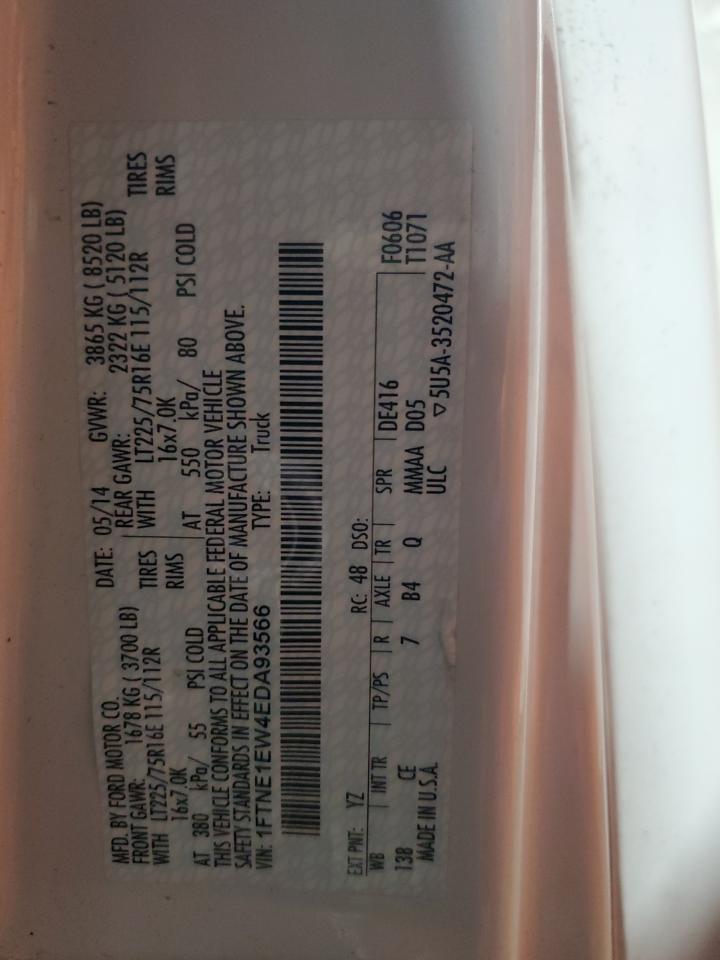 MFD. BY FORD MOTOR CO. DATE: 05/14 GVWR: 3865 KG ( 8520 LB)
FRONT GAWR: 1678 KG ( 3700 LB) REAR GAWR: 2322 KG ( 5120 LB)
WITH LT225/75R16E 115/112R TIRES WITH LT225/75R16E 115/112R TIRES
16x7.0K RIMS 16x7.0K RIMS
AT 380 kPa/ 55 PSI COLD AT 550 kPa/ 80 PSI COLD
THIS VEHICLE CONFORMS TO ALL APPLICABLE FEDERAL MOTOR VEHICLE
SAFETY STANDARDS IN EFFECT ON THE DATE OF MANUFACTURE SHOWN ABOVE.
VIN: 1FTNE1EW4EDA93566 TYPE: Truck
EXT PNT: YZ RC: 48 DSO:
WB INT TR TP/PS R AXLE TR SPR DE416 F0606
138 CE 7 B4 Q MMAA D05 T1071
MADE IN U.S.A. ULC ▽ 5U5A-3520472-AA